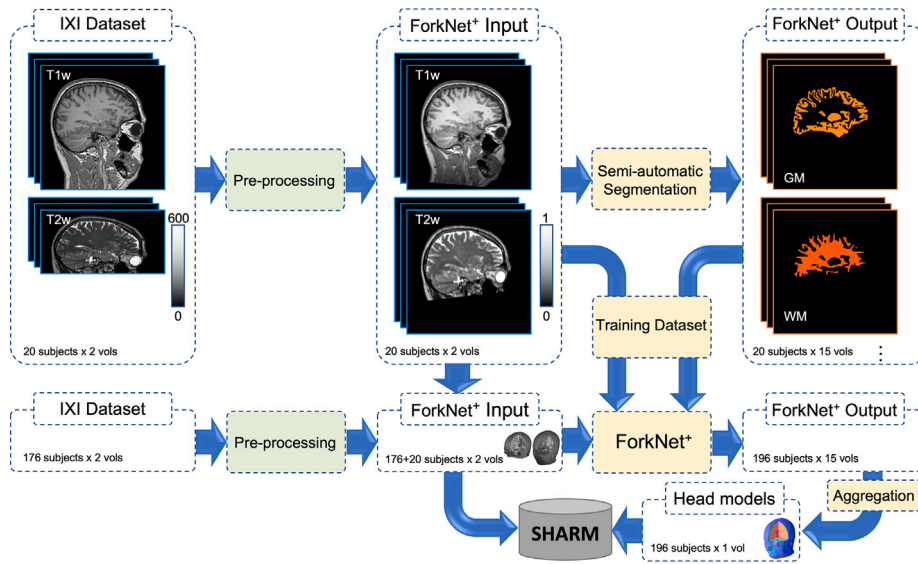 IXI Dataset
T1w
T2w
600
0
20 subjects x 2 vols
Pre-processing
ForkNet⁺ Input
T1w
T2w
1
0
20 subjects x 2 vols
Semi-automatic
Segmentation
Training Dataset
ForkNet⁺ Output
GM
WM
20 subjects x 15 vols
⋮
IXI Dataset
176 subjects x 2 vols
Pre-processing
ForkNet⁺ Input
176+20 subjects x 2 vols
ForkNet⁺
ForkNet⁺ Output
196 subjects x 15 vols
Aggregation
Head models
196 subjects x 1 vol
SHARM